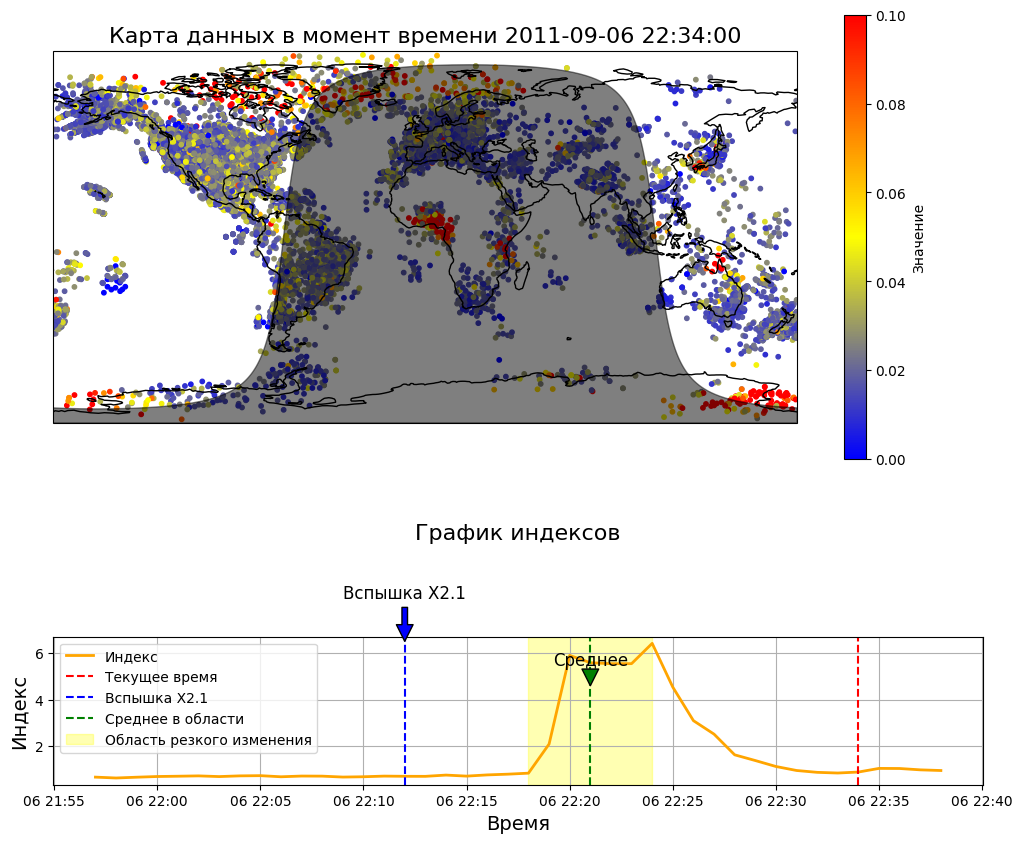 Карта данных в момент времени 2011-09-06 22:34:00
0.10
0.08
0.06
0.04
0.02
0.00
Значение
График индексов
Вспышка X2.1
Среднее
Индекс
Текущее время
Вспышка X2.1
Среднее в области
Область резкого изменения
6
4
2
Индекс
06 21:55 06 22:00 06 22:05 06 22:10 06 22:15 06 22:20 06 22:25 06 22:30 06 22:35 06 22:40
Время